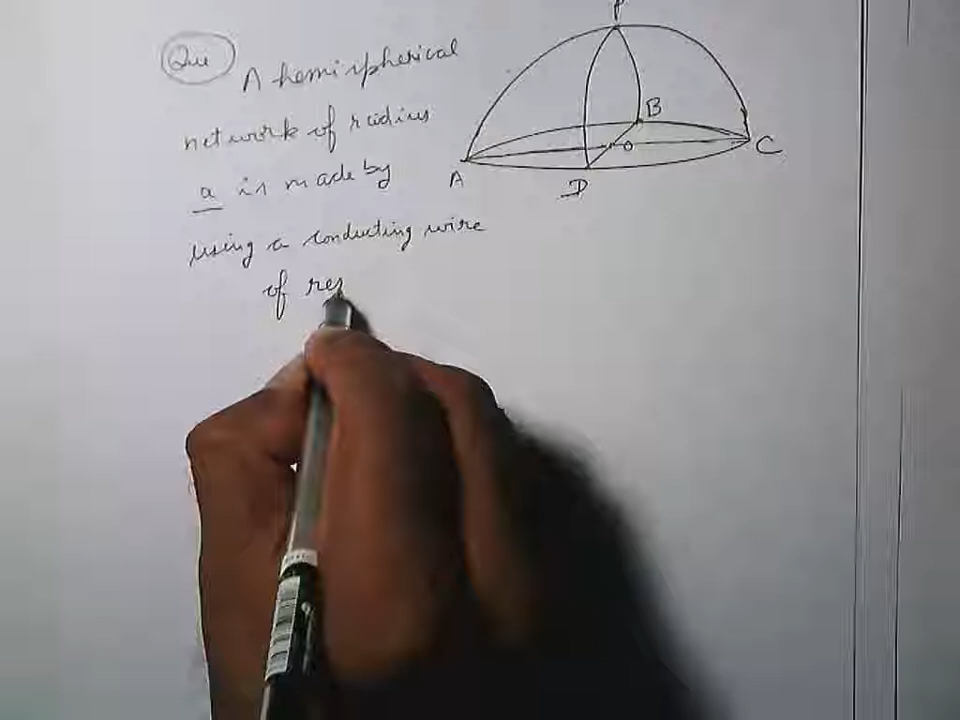 Que
A hemispherical
network of radius
a is made by
using a conducting wire
of res
P
B
o
C
A
D